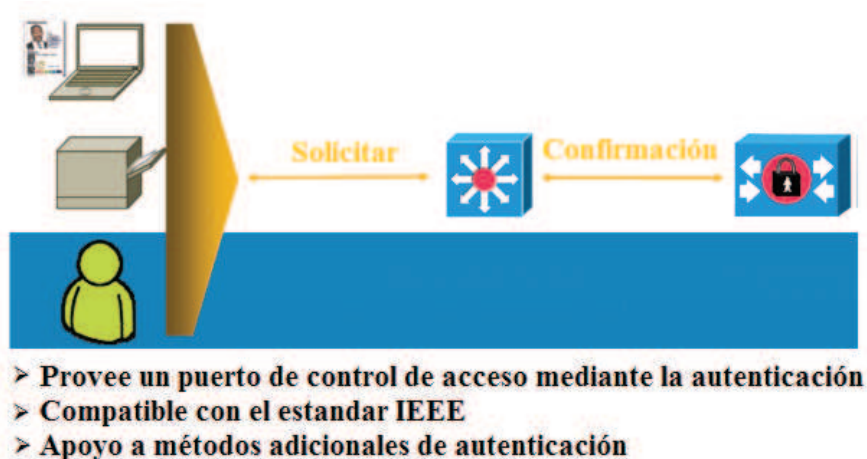 Solicitar
Confirmación
➢ Provee un puerto de control de acceso mediante la autenticación
➢ Compatible con el estandar IEEE
➢ Apoyo a métodos adicionales de autenticación